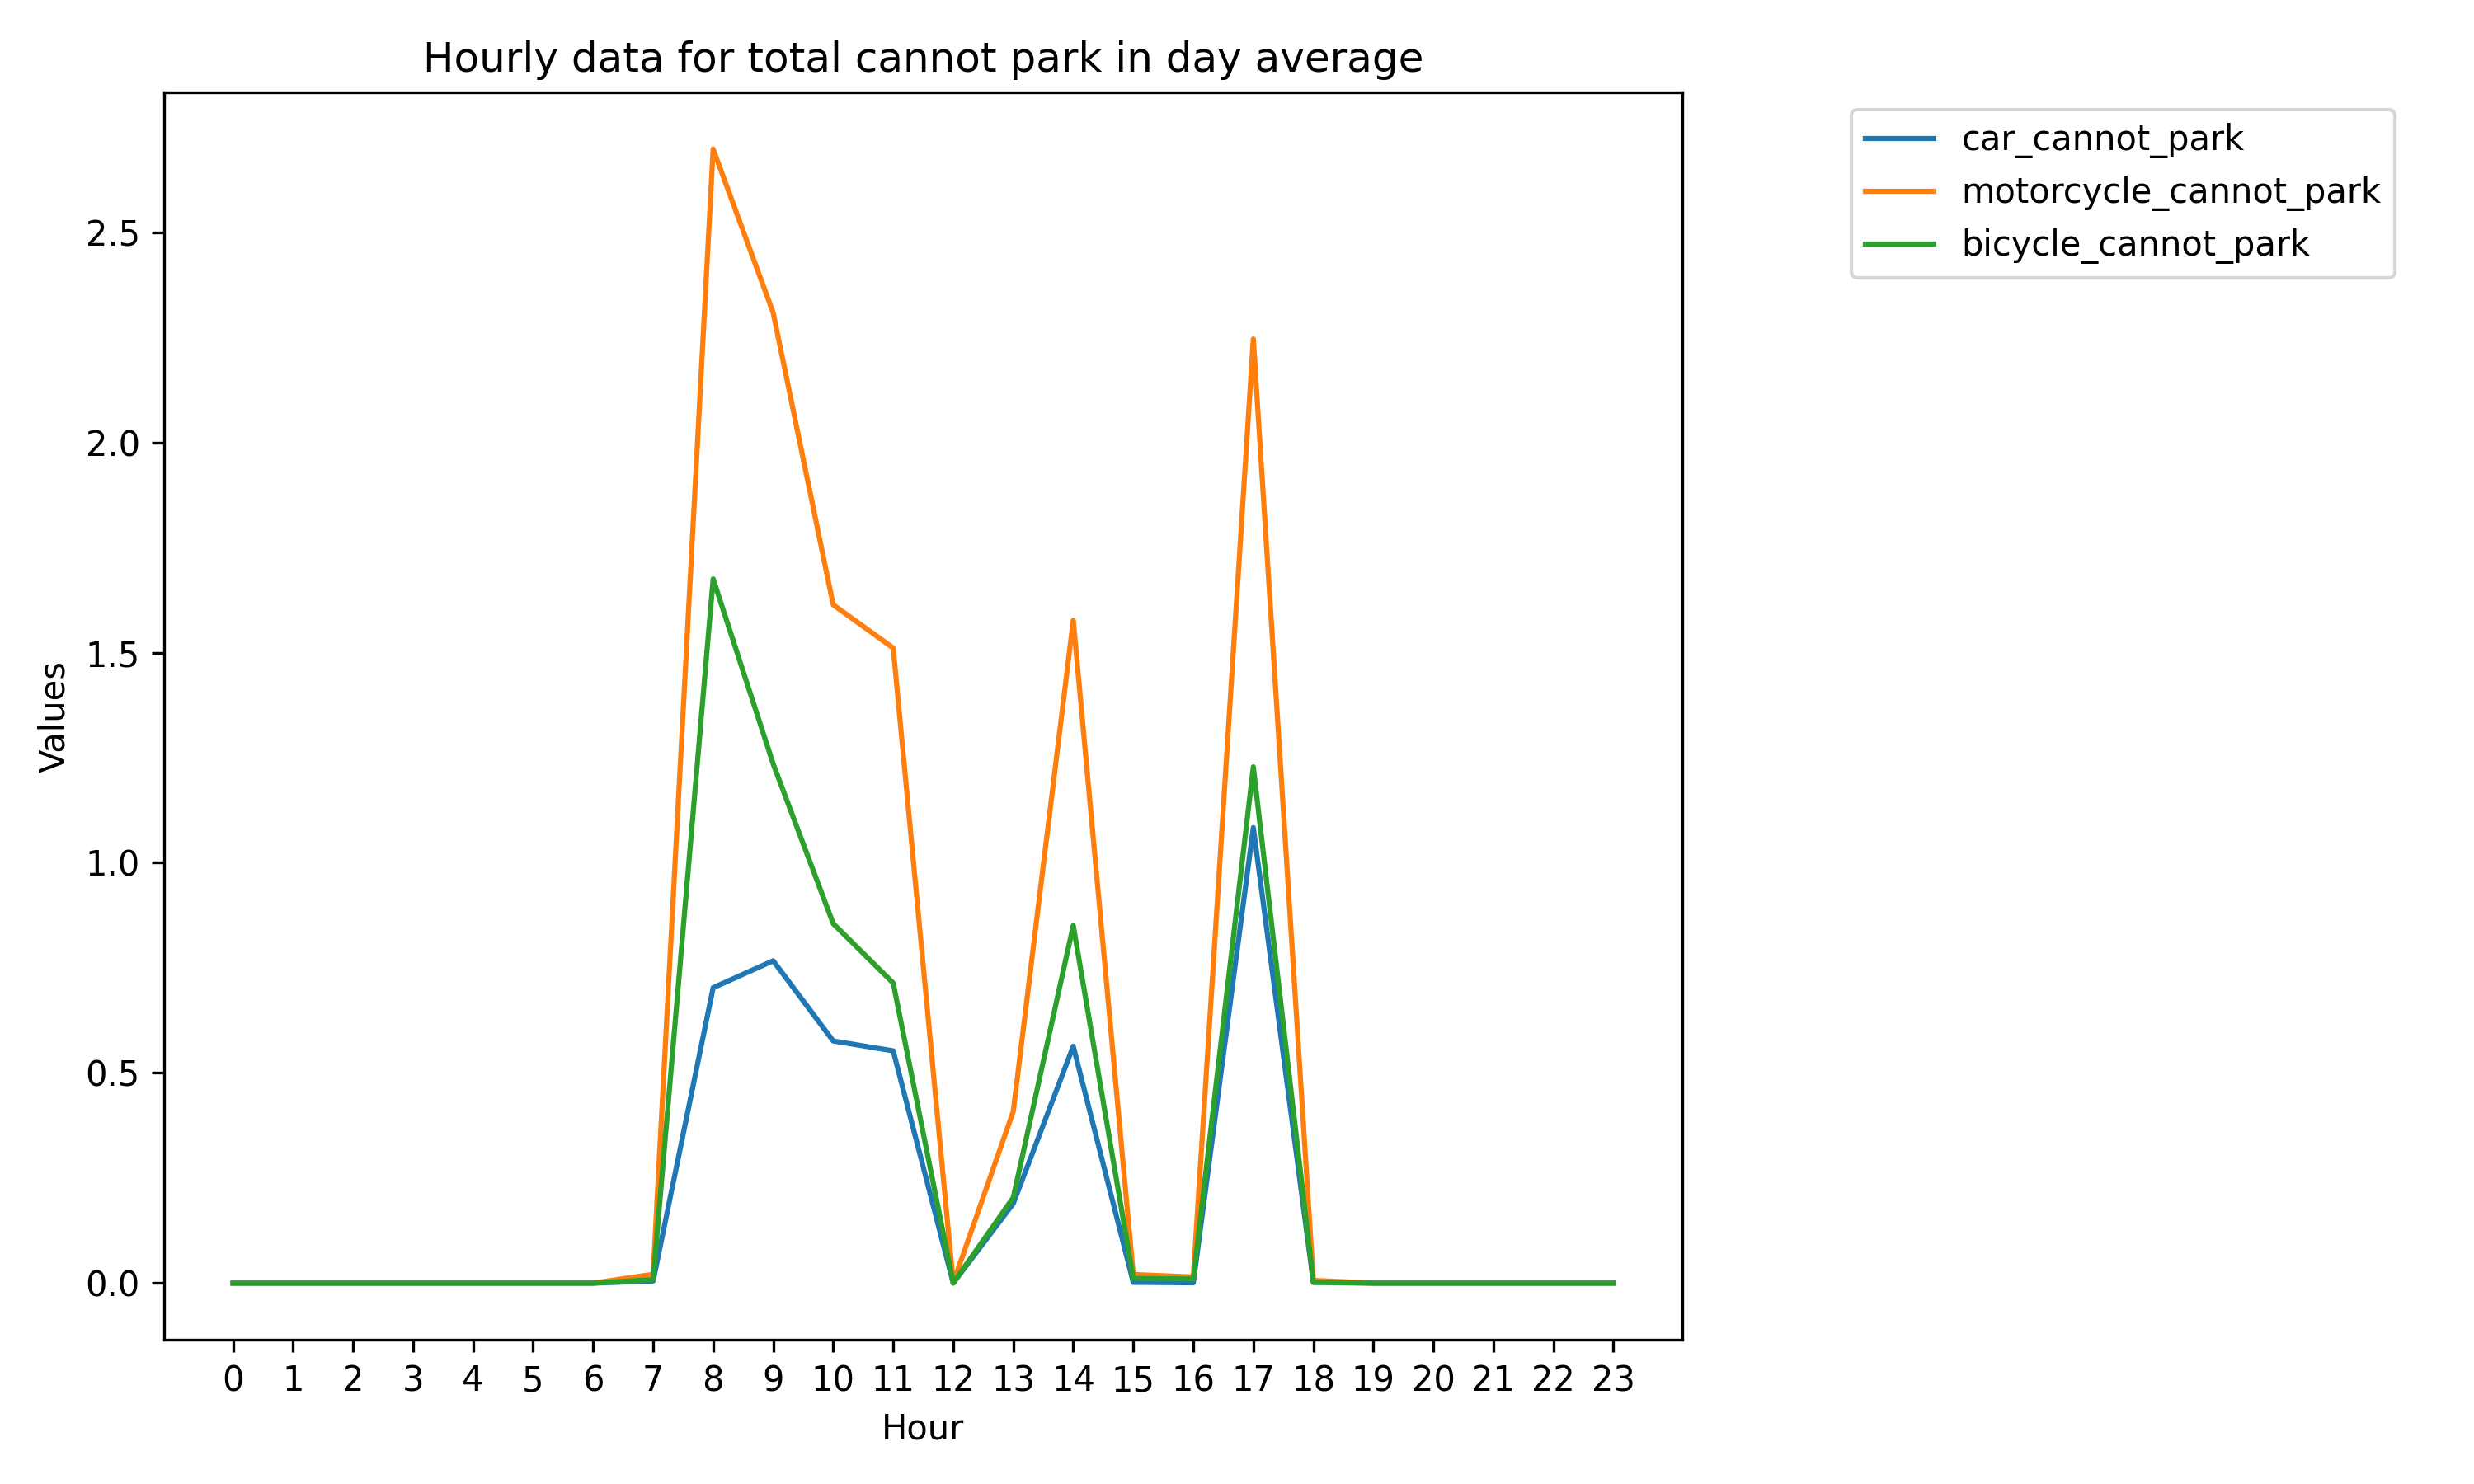 Hourly data for total cannot park in day average
car_cannot_park
motorcycle_cannot_park
bicycle_cannot_park
2.5
2.0
1.5
1.0
0.5
0.0
Values
0 1 2 3 4 5 6 7 8 9 10 11 12 13 14 15 16 17 18 19 20 21 22 23
Hour